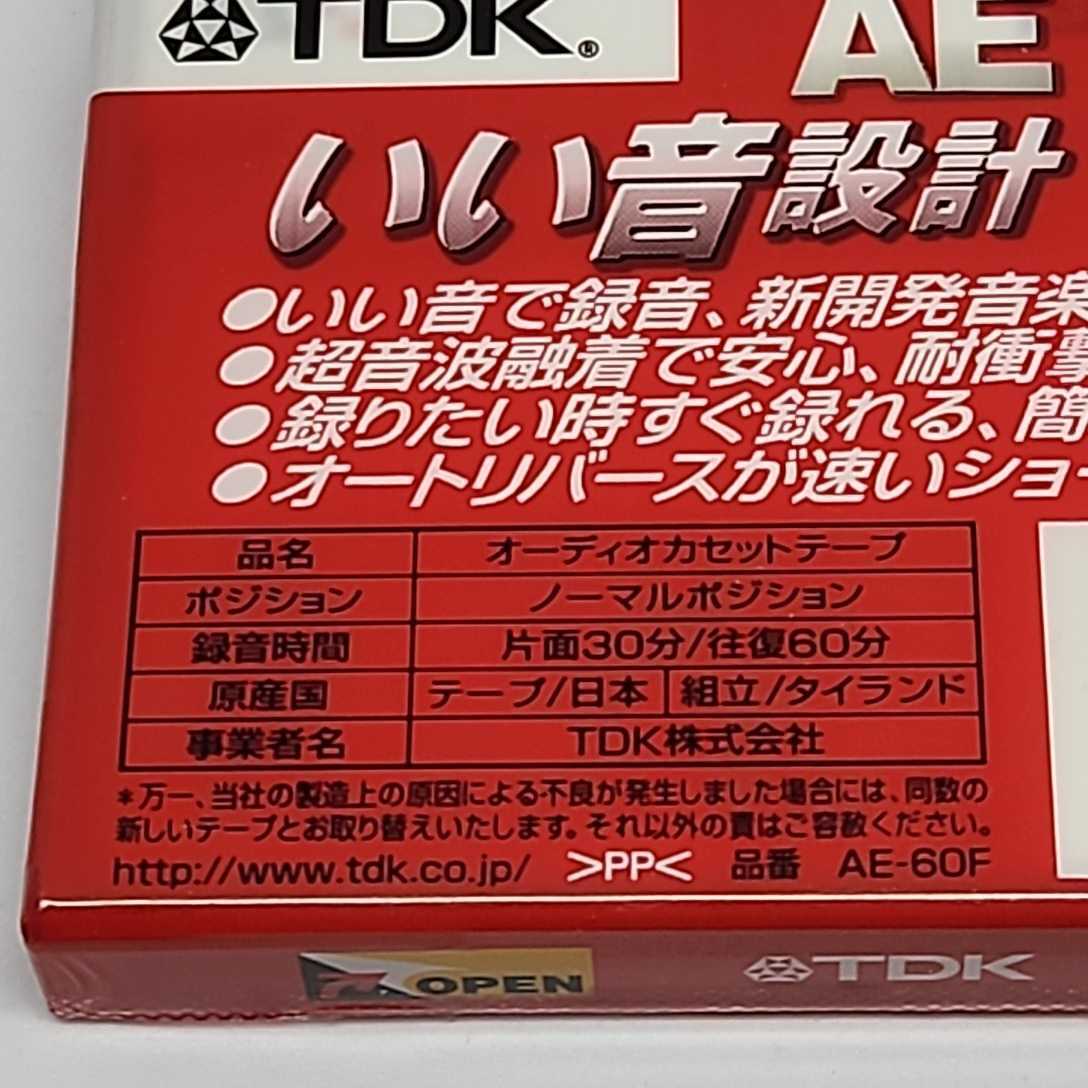 TDK®
AE
いい音設計
●いい音で録音、新開発音楽
●超音波融着で安心、耐衝撃
●録りたい時すぐ録れる、簡
●オートリバースが速いショー
品名 オーディオカセットテープ
ポジション ノーマルポジション
録音時間 片面30分/往復60分
原産国 テープ/日本 組立/タイランド
事業者名 TDK株式会社
*万一、当社の製造上の原因による不良が発生しました場合には、同数の
新しいテープとお取り替えいたします。それ以外の責はご容赦ください。
http://www.tdk.co.jp/ >PP< 品番 AE-60F
OPEN TDK